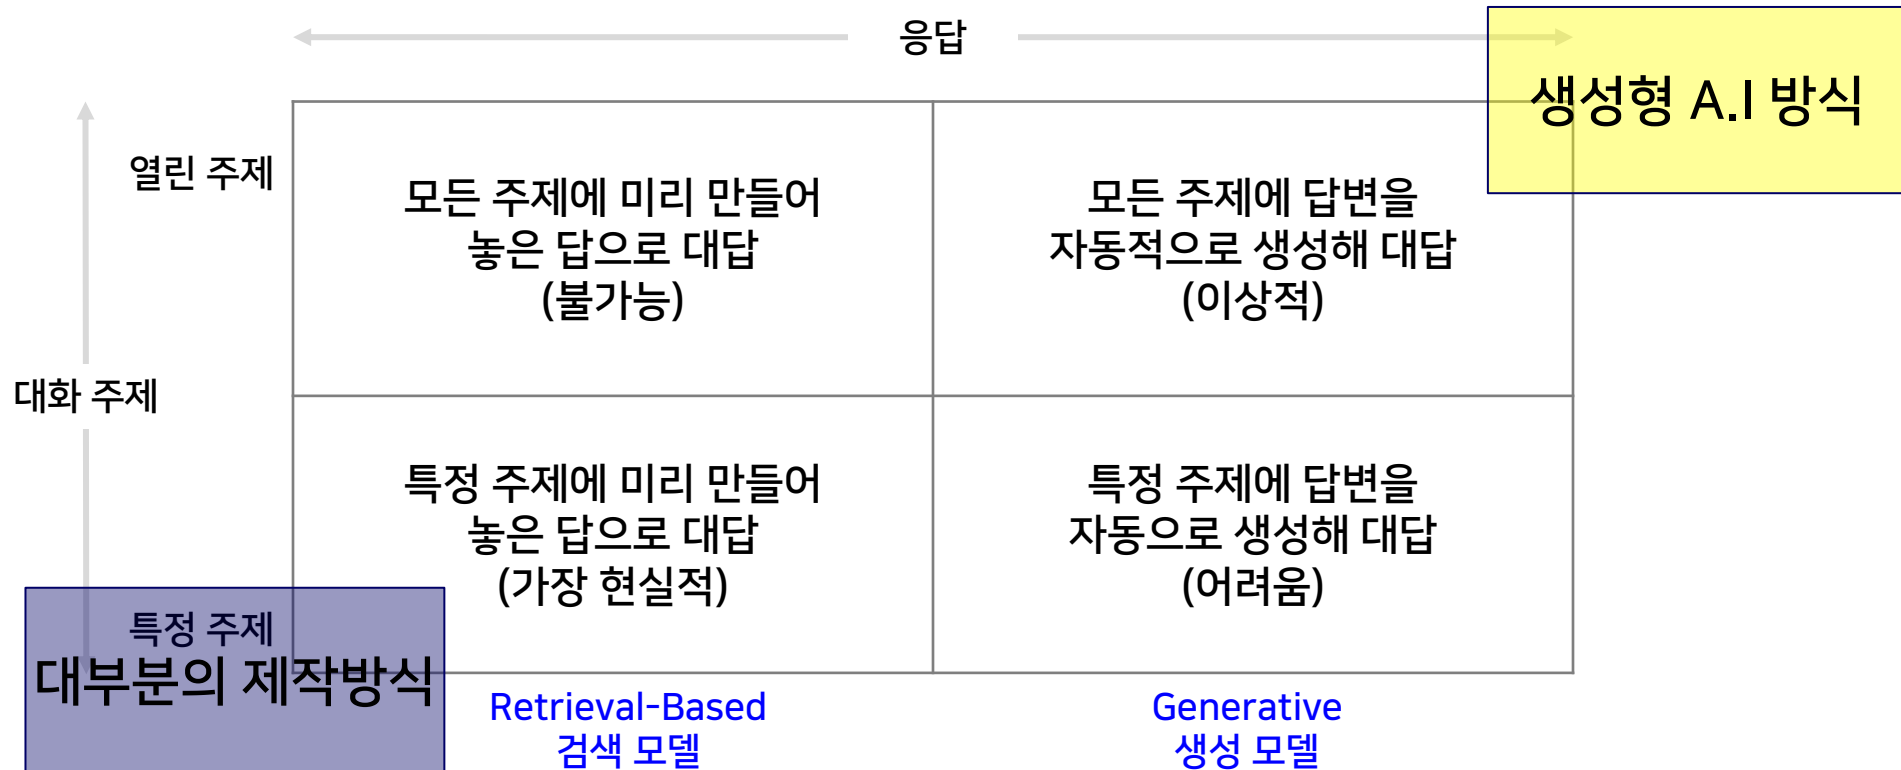 응답
생성형 A.I 방식
열린 주제
모든 주제에 미리 만들어
놓은 답으로 대답
(불가능)
모든 주제에 답변을
자동적으로 생성해 대답
(이상적)
대화 주제
특정 주제에 미리 만들어
놓은 답으로 대답
(가장 현실적)
특정 주제에 답변을
자동으로 생성해 대답
(어려움)
특정 주제
대부분의 제작방식
Retrieval-Based
검색 모델
Generative
생성 모델